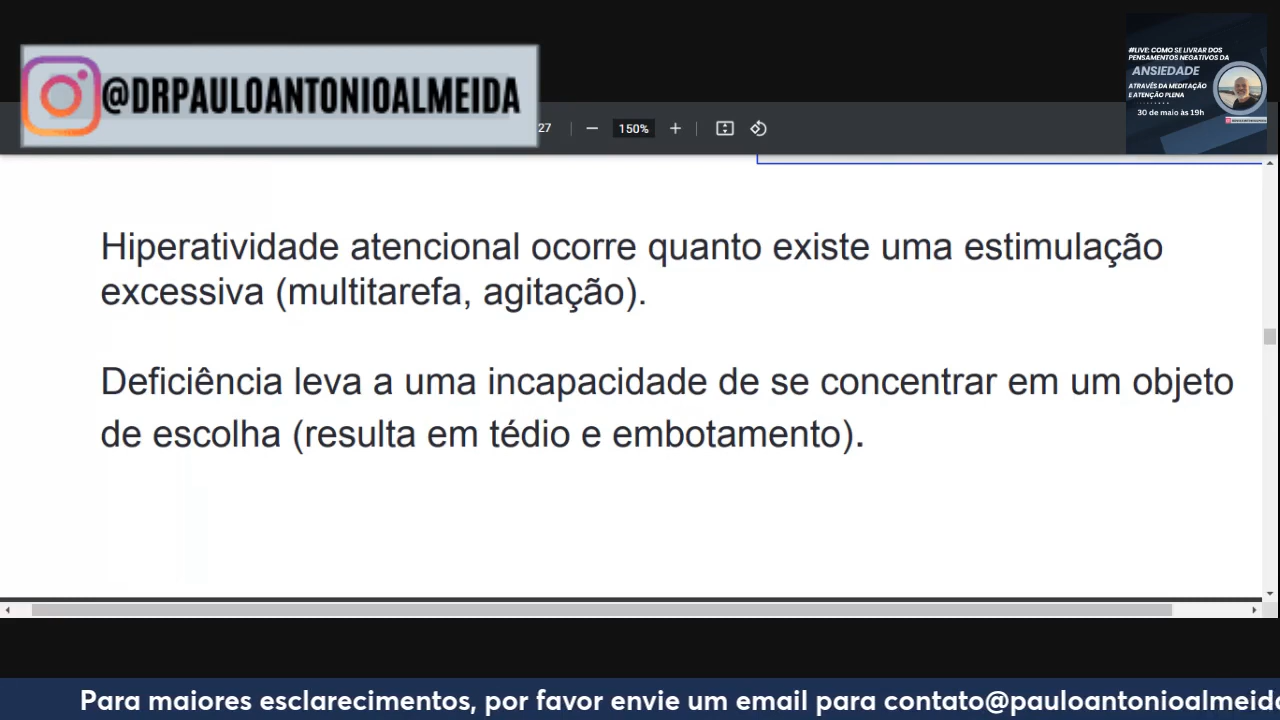 @DRPAULOANTONIOALMEIDA
#LIVE: COMO SE LIVRAR DOS
PENSAMENTOS NEGATIVOS DA
ANSIEDADE
ATRAVÉS DA MEDITAÇÃO
E ATENÇÃO PLENA
30 de maio às 19h
27
150%
Hiperatividade atencional ocorre quanto existe uma estimulação
excessiva (multitarefa, agitação).
Deficiência leva a uma incapacidade de se concentrar em um objeto
de escolha (resulta em tédio e embotamento).
Para maiores esclarecimentos, por favor envie um email para contato@pauloantonioalmeida